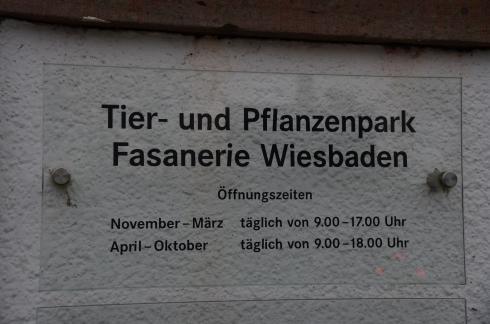 Tier- und Pflanzenpark
Fasanerie Wiesbaden
Öffnungszeiten
November – März täglich von 9.00 – 17.00 Uhr
April – Oktober täglich von 9.00 – 18.00 Uhr